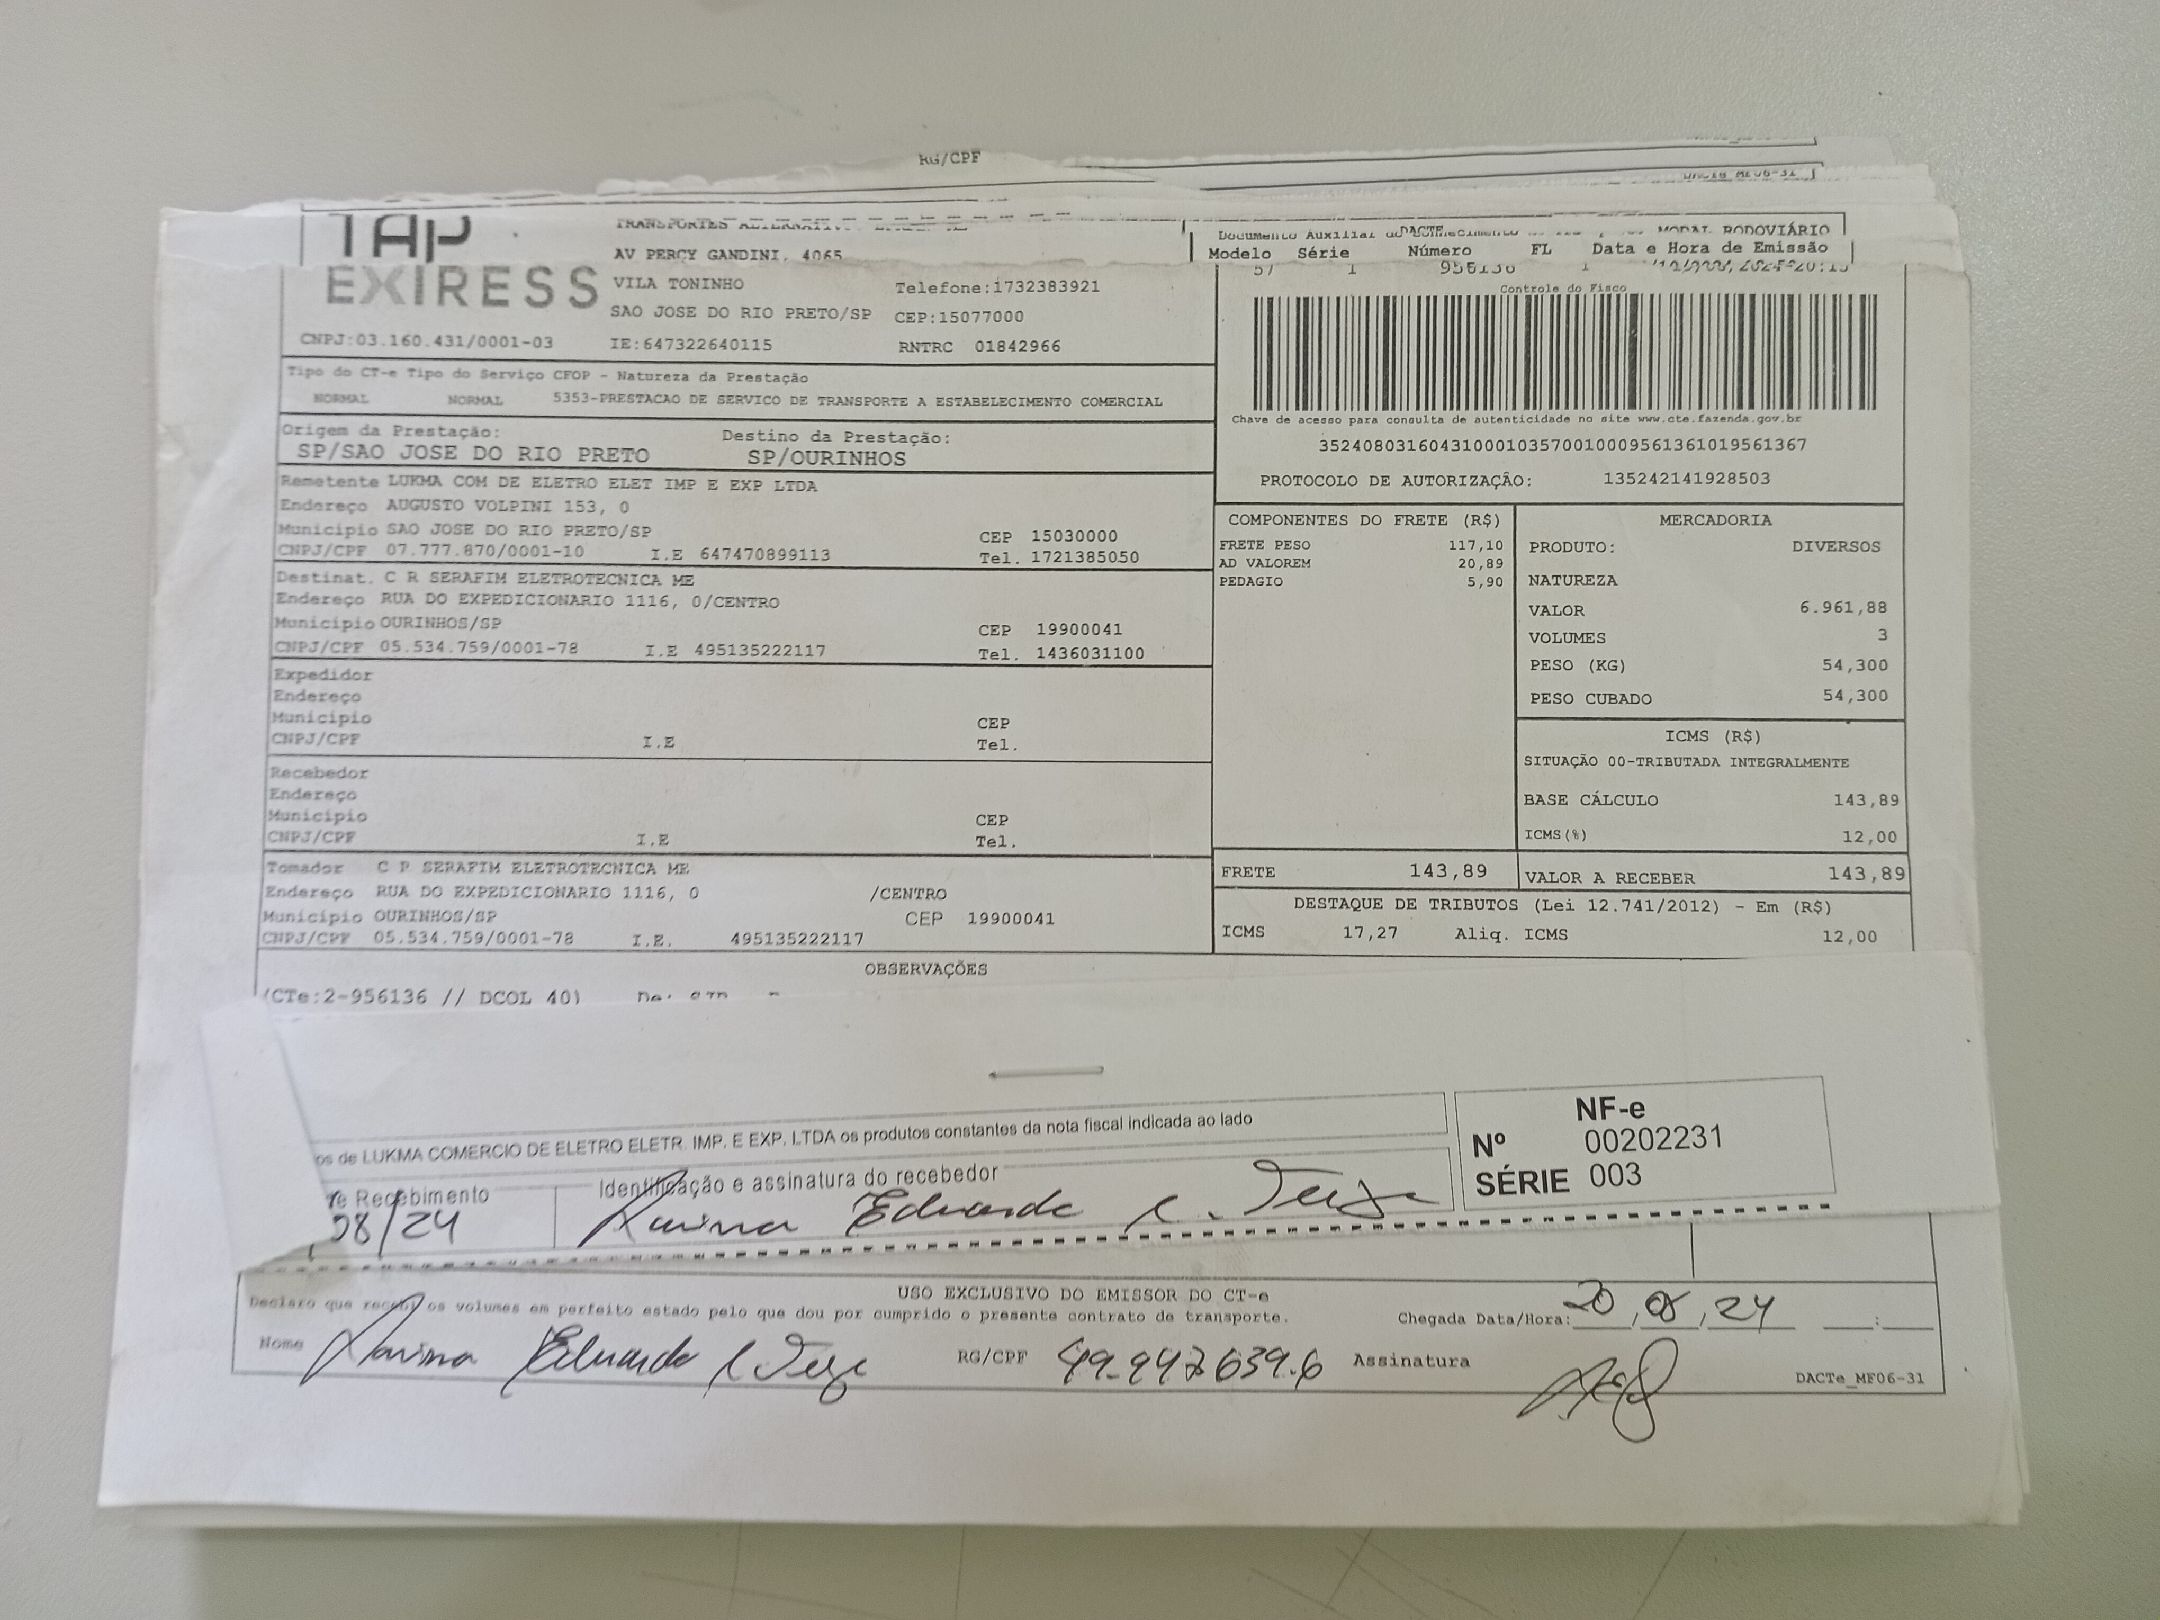 RG/CPF
TAP
EXPRESS
AV PERCY GANDINI, 4065
VILA TONINHO Telefone:1732383921
SAO JOSE DO RIO PRETO/SP CEP:15077000
CNPJ:03.160.431/0001-03 IE:647322640115 RNTRC 01842966
MODAL RODOVIÁRIO
Modelo Série Número FL Data e Hora de Emissão
57 1 956136 1
Controle do Fisco
Tipo do CT-e Tipo do Serviço CFOP - Natureza da Prestação
NORMAL NORMAL 5353-PRESTACAO DE SERVICO DE TRANSPORTE A ESTABELECIMENTO COMERCIAL
Chave de acesso para consulta de autenticidade no site www.cte.fazenda.gov.br
35240803160431000103570010009561361019561367
PROTOCOLO DE AUTORIZAÇÃO: 135242141928503
Origem da Prestação: Destino da Prestação:
SP/SAO JOSE DO RIO PRETO SP/OURINHOS
Remetente LUKMA COM DE ELETRO ELET IMP E EXP LTDA
Endereço AUGUSTO VOLPINI 153, 0
Município SAO JOSE DO RIO PRETO/SP CEP 15030000
CNPJ/CPF 07.777.870/0001-10 I.E 647470899113 Tel. 1721385050
Destinat. C R SERAFIM ELETROTECNICA ME
Endereço RUA DO EXPEDICIONARIO 1116, 0/CENTRO
Município OURINHOS/SP CEP 19900041
CNPJ/CPF 05.534.759/0001-78 I.E 495135222117 Tel. 1436031100
Expedidor
Endereço
Município CEP
CNPJ/CPF I.E Tel.
Recebedor
Endereço
Município CEP
CNPJ/CPF I.E Tel.
Tomador C R SERAFIM ELETROTECNICA ME
Endereço RUA DO EXPEDICIONARIO 1116, 0 /CENTRO
Município OURINHOS/SP CEP 19900041
CNPJ/CPF 05.534.759/0001-78 I.E. 495135222117
COMPONENTES DO FRETE (R$)
FRETE PESO 117,10
AD VALOREM 20,89
PEDAGIO 5,90
MERCADORIA
PRODUTO: DIVERSOS
NATUREZA
VALOR 6.961,88
VOLUMES 3
PESO (KG) 54,300
PESO CUBADO 54,300
ICMS (R$)
SITUAÇÃO 00-TRIBUTADA INTEGRALMENTE
BASE CÁLCULO 143,89
ICMS(%) 12,00
FRETE 143,89 VALOR A RECEBER 143,89
DESTAQUE DE TRIBUTOS (Lei 12.741/2012) - Em (R$)
ICMS 17,27 Aliq. ICMS 12,00
OBSERVAÇÕES
(CTe:2-956136 // DCOL 40)
os de LUKMA COMERCIO DE ELETRO ELETR. IMP. E EXP. LTDA os produtos constantes da nota fiscal indicada ao lado
Recebimento Identificação e assinatura do recebedor
08/24 Eduarda
NF-e
Nº 00202231
SÉRIE 003
USO EXCLUSIVO DO EMISSOR DO CT-e
Declaro que recebi os volumes em perfeito estado pelo que dou por cumprido o presente contrato de transporte. Chegada Data/Hora: 20,08,24 :
Nome Eduarda RG/CPF Assinatura
DACTe_MF06-31